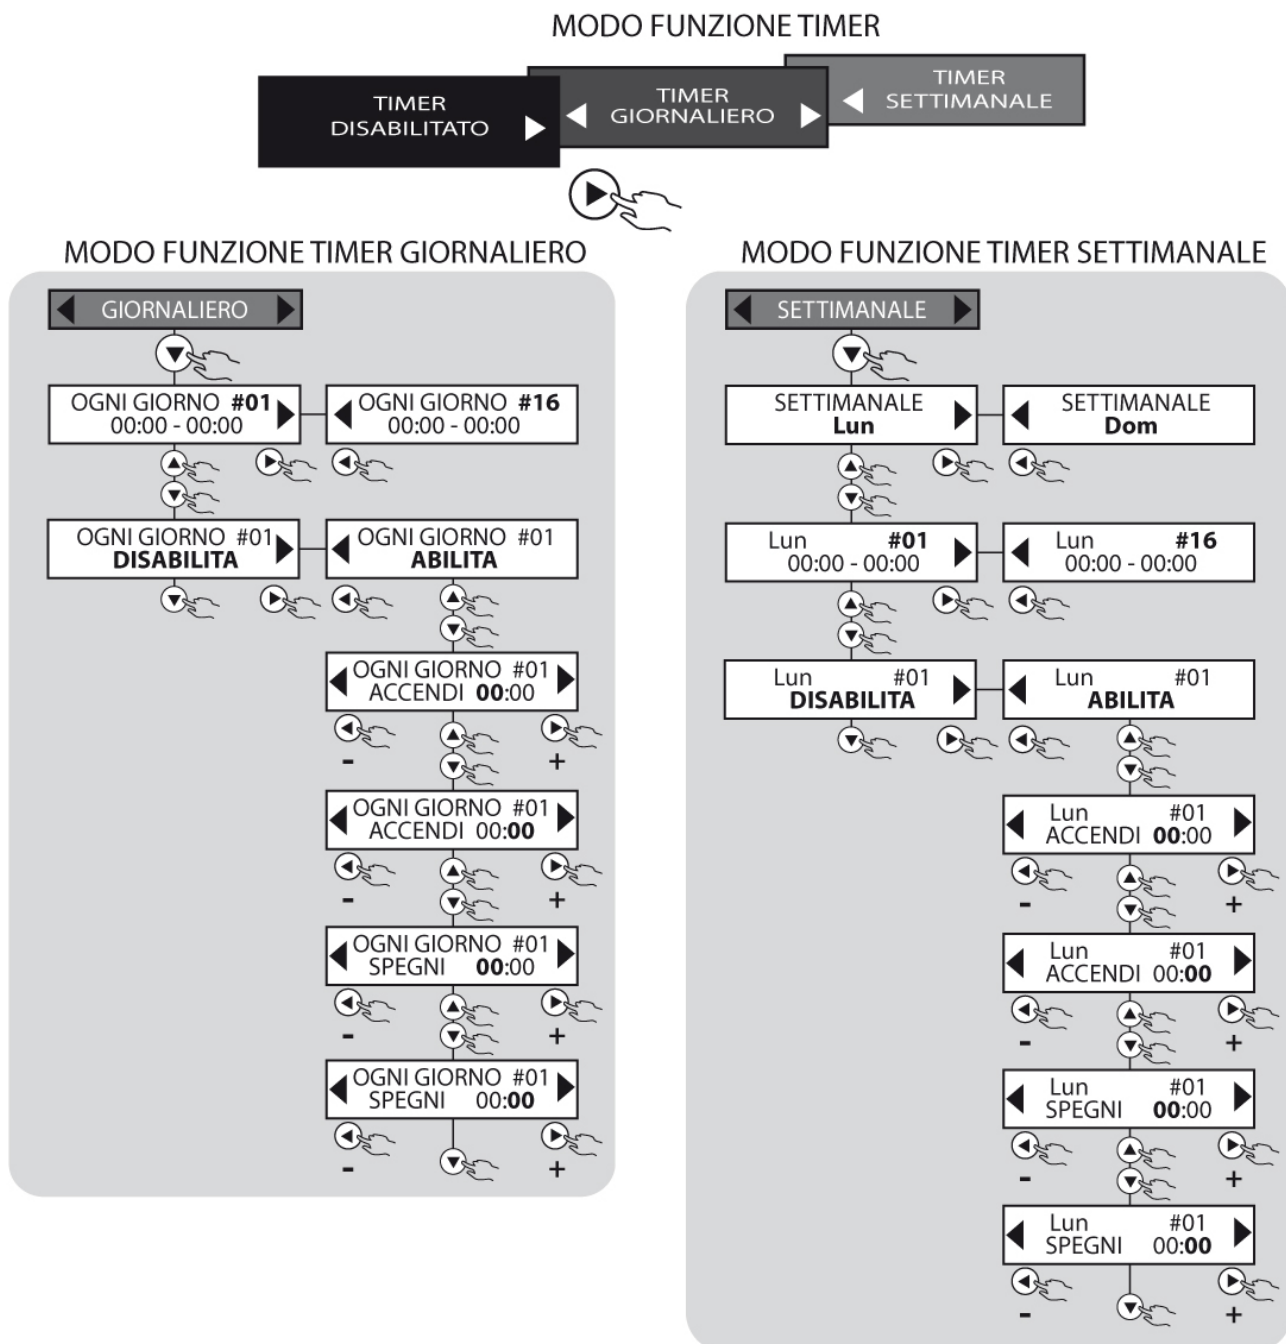 MODO FUNZIONE TIMER
TIMER
DISABILITATO
TIMER
GIORNALIERO
TIMER
SETTIMANALE
MODO FUNZIONE TIMER GIORNALIERO
GIORNALIERO
OGNI GIORNO #01
00:00 - 00:00
OGNI GIORNO #16
00:00 - 00:00
OGNI GIORNO #01
DISABILITA
OGNI GIORNO #01
ABILITA
OGNI GIORNO #01
ACCENDI 00:00
- +
OGNI GIORNO #01
ACCENDI 00:00
- +
OGNI GIORNO #01
SPEGNI 00:00
- +
OGNI GIORNO #01
SPEGNI 00:00
- +
MODO FUNZIONE TIMER SETTIMANALE
SETTIMANALE
SETTIMANALE
Lun
SETTIMANALE
Dom
Lun #01
00:00 - 00:00
Lun #16
00:00 - 00:00
Lun #01
DISABILITA
Lun #01
ABILITA
Lun #01
ACCENDI 00:00
- +
Lun #01
ACCENDI 00:00
- +
Lun #01
SPEGNI 00:00
- +
Lun #01
SPEGNI 00:00
- +